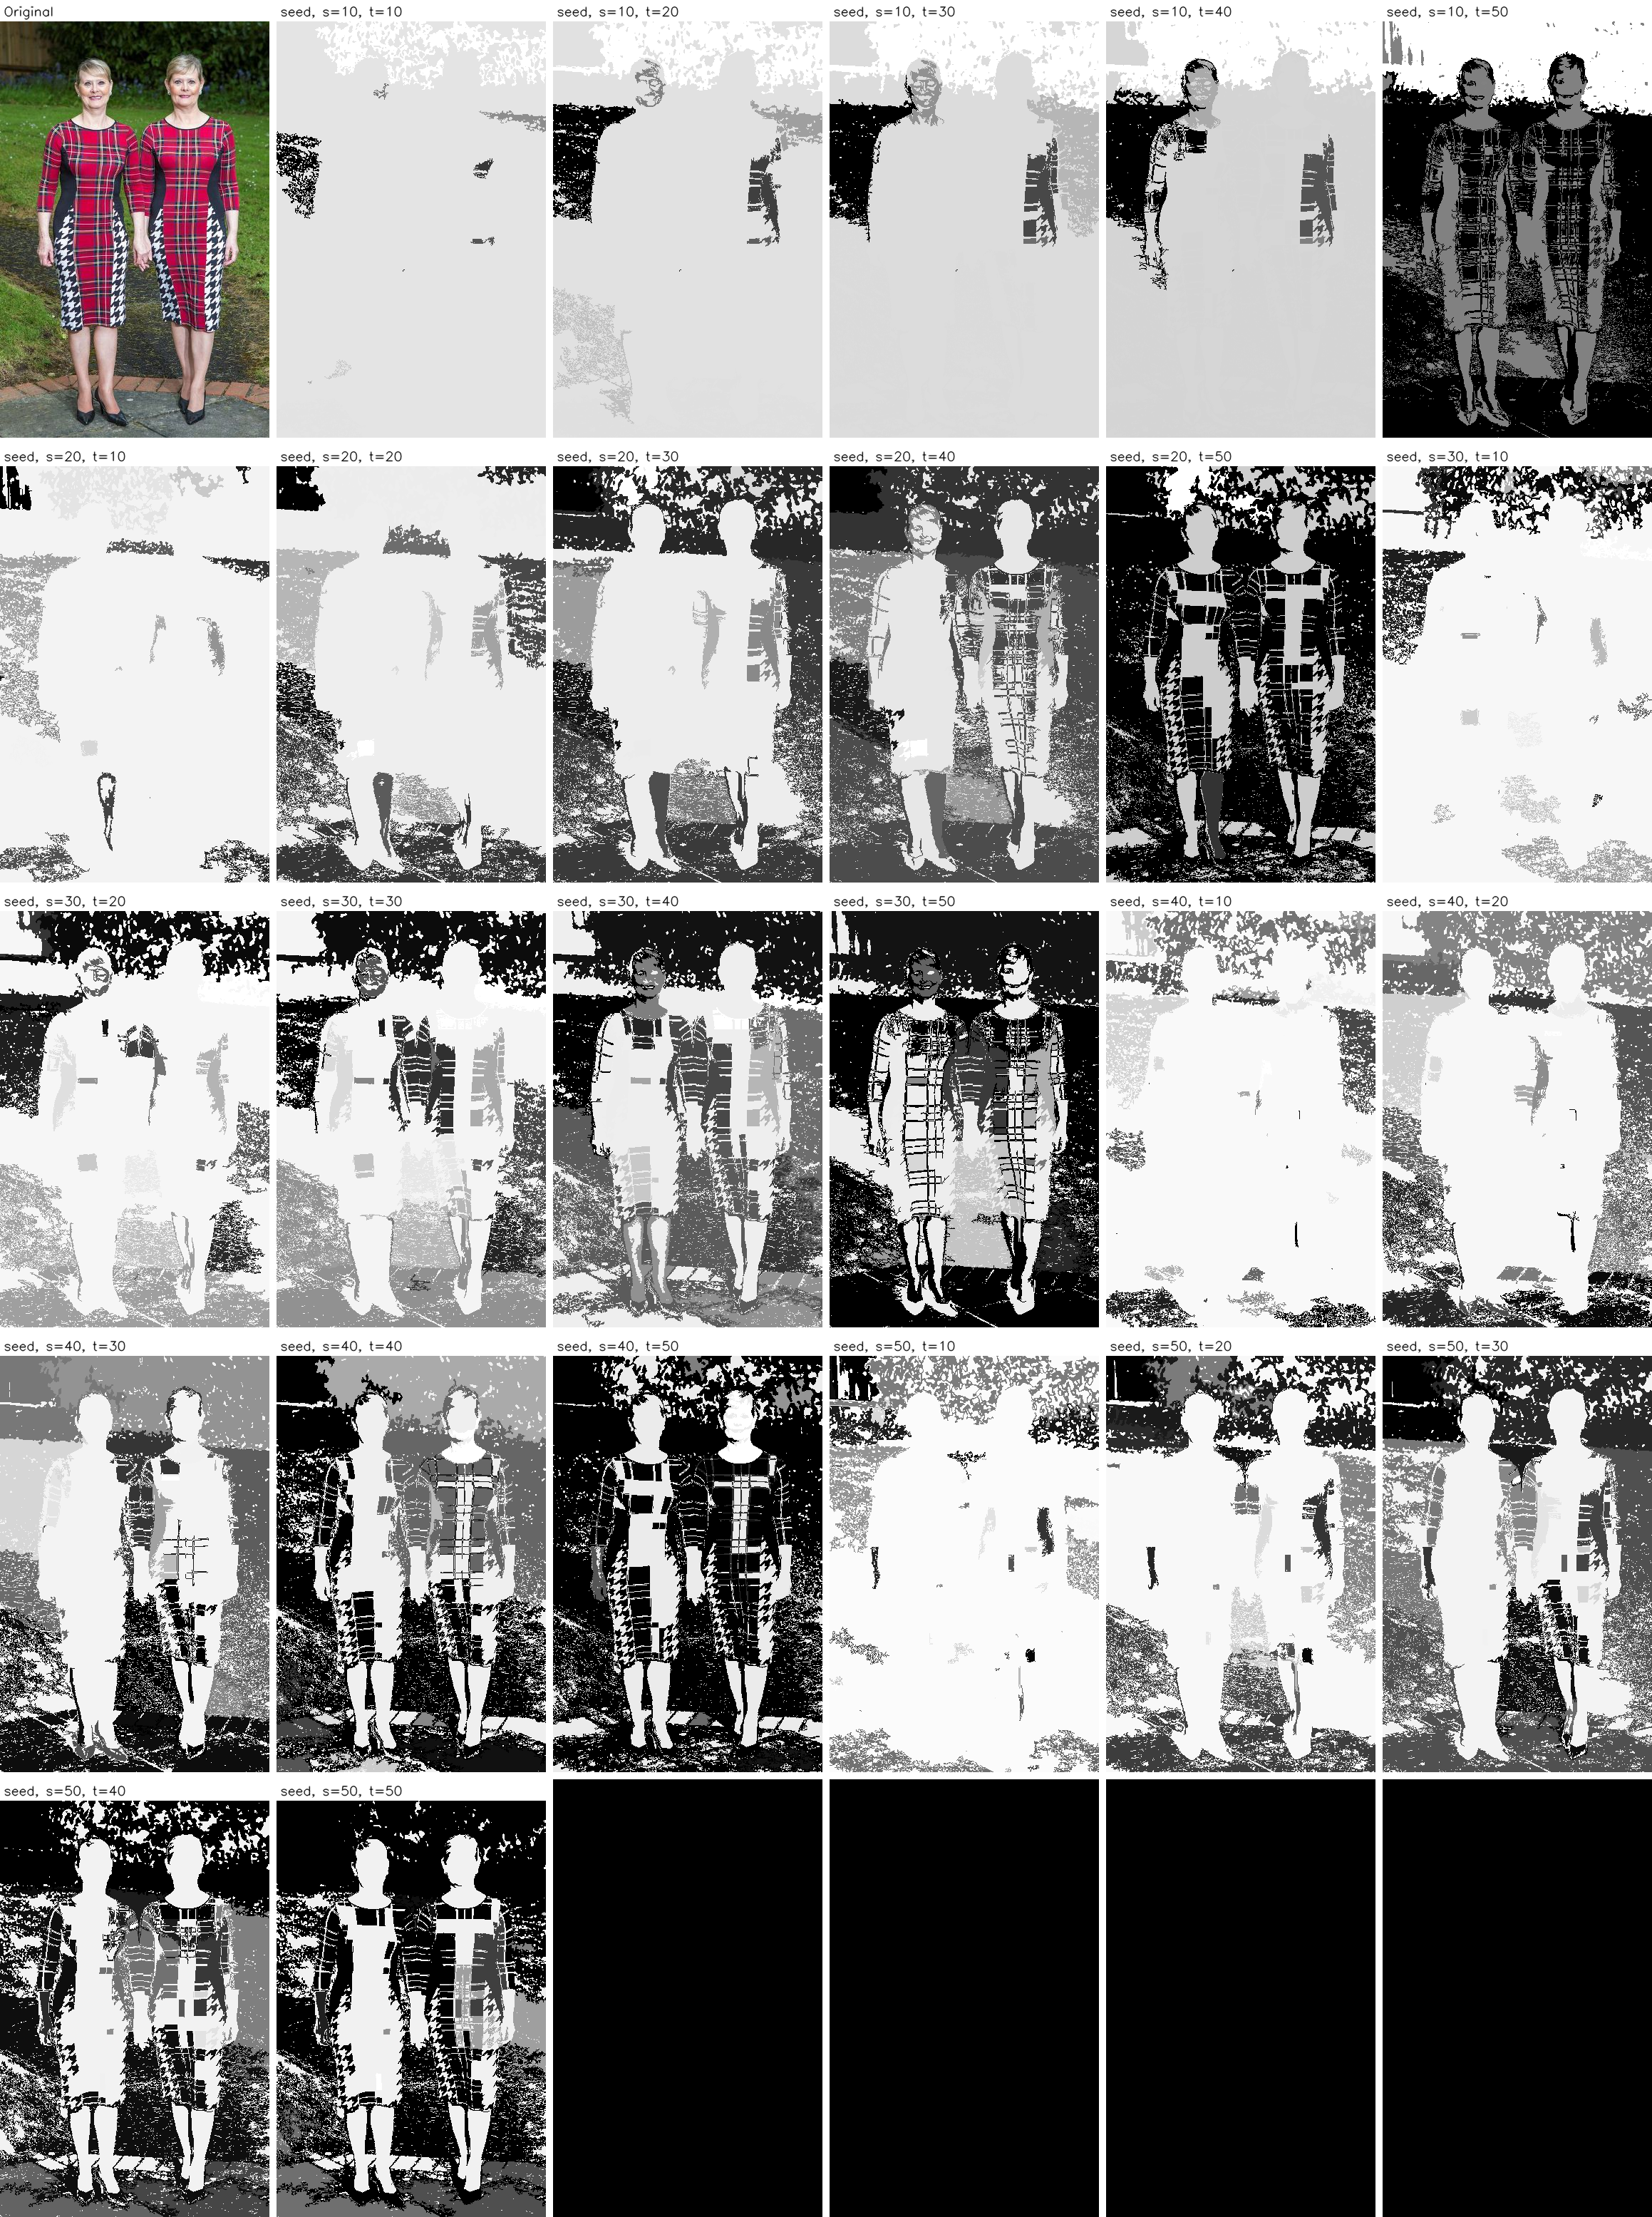 Original
seed, s=10, t=10
seed, s=10, t=20
seed, s=10, t=30
seed, s=10, t=40
seed, s=10, t=50
seed, s=20, t=10
seed, s=20, t=20
seed, s=20, t=30
seed, s=20, t=40
seed, s=20, t=50
seed, s=30, t=10
seed, s=30, t=20
seed, s=30, t=30
seed, s=30, t=40
seed, s=30, t=50
seed, s=40, t=10
seed, s=40, t=20
seed, s=40, t=30
seed, s=40, t=40
seed, s=40, t=50
seed, s=50, t=10
seed, s=50, t=20
seed, s=50, t=30
seed, s=50, t=40
seed, s=50, t=50